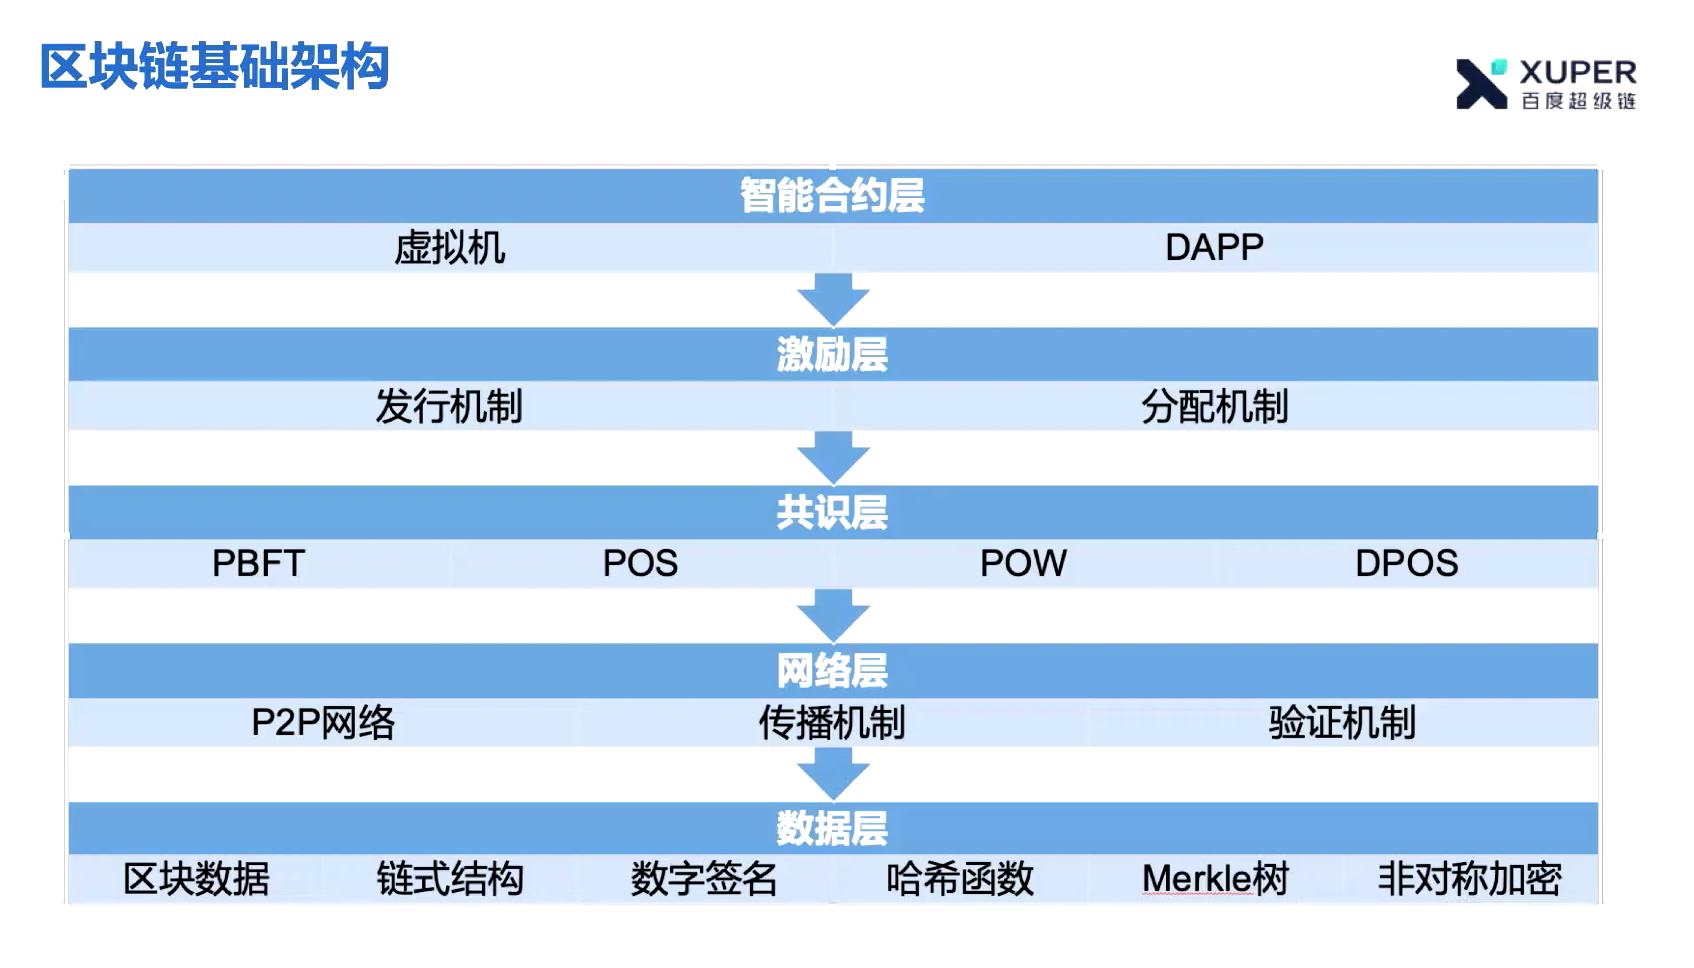 区块链基础架构
XUPER
百度超级链
智能合约层
虚拟机 DAPP
激励层
发行机制 分配机制
共识层
PBFT POS POW DPOS
网络层
P2P网络 传播机制 验证机制
数据层
区块数据 链式结构 数字签名 哈希函数 Merkle树 非对称加密